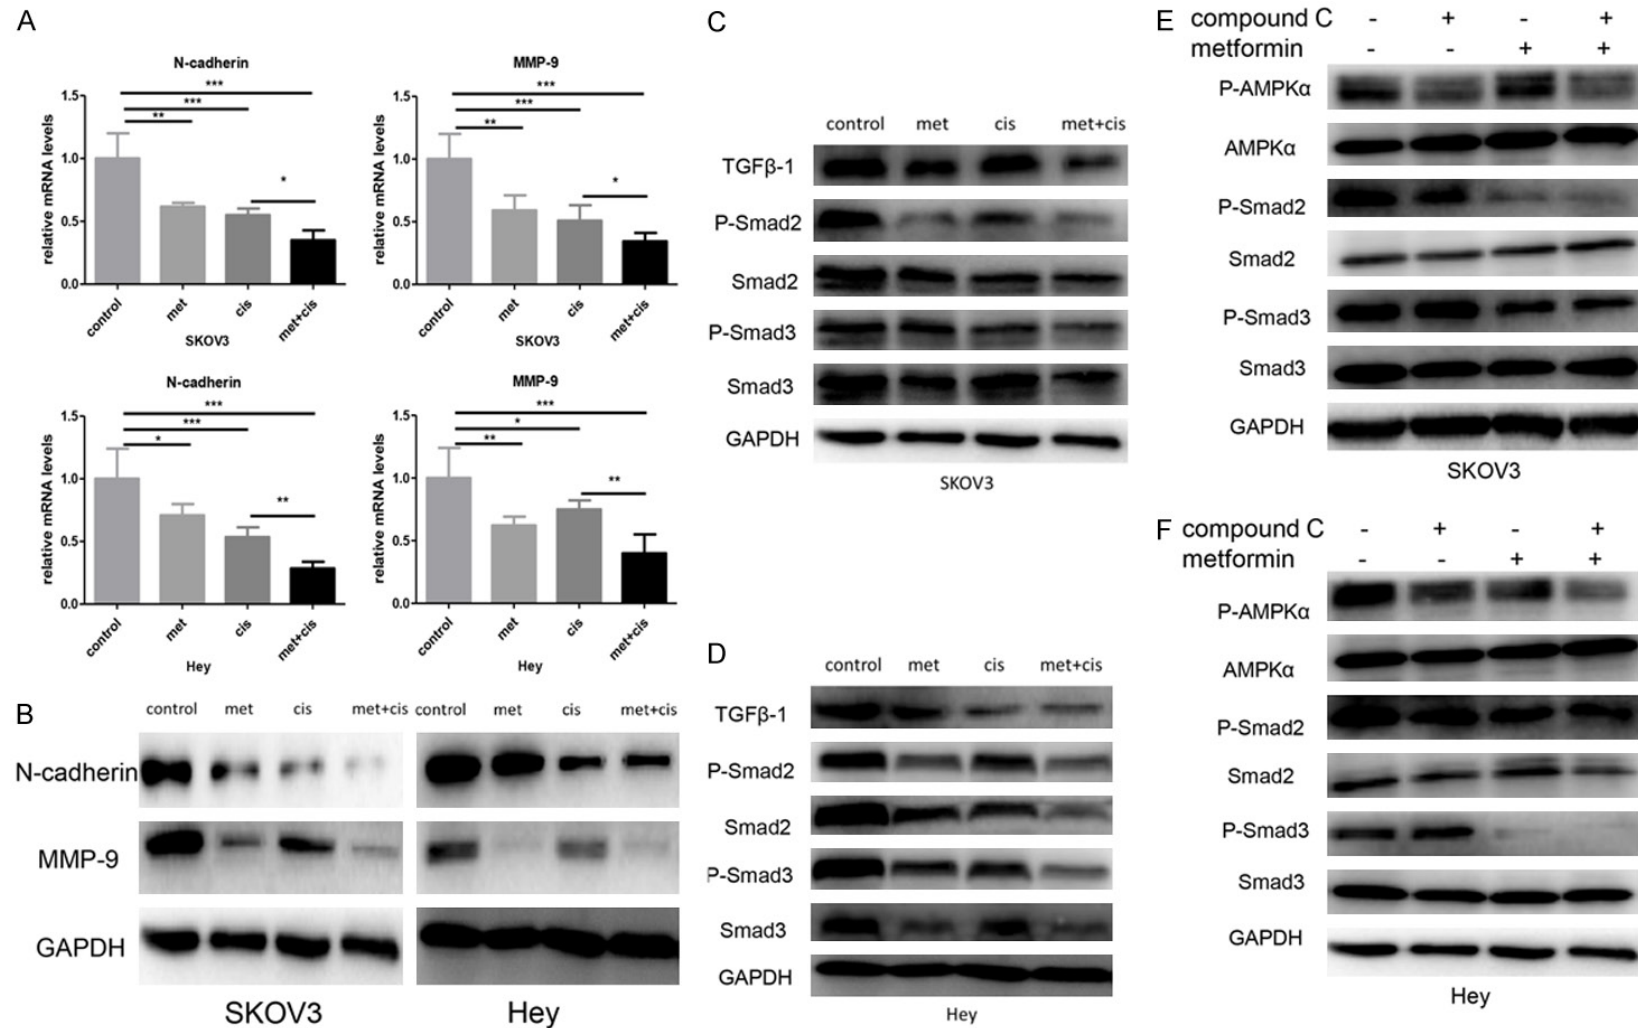 A
N-cadherin
***
***
**
*
relative mRNA levels
1.5
1.0
0.5
0.0
control
met
cis
met+cis
SKOV3
MMP-9
***
***
**
*
relative mRNA levels
1.5
1.0
0.5
0.0
control
met
cis
met+cis
SKOV3
N-cadherin
***
***
*
**
relative mRNA levels
1.5
1.0
0.5
0.0
control
met
cis
met+cis
Hey
MMP-9
***
*
**
**
relative mRNA levels
1.5
1.0
0.5
0.0
control
met
cis
met+cis
Hey
B
control met cis met+cis control met cis met+cis
N-cadherin
MMP-9
GAPDH
SKOV3 Hey
C
control met cis met+cis
TGFβ-1
P-Smad2
Smad2
P-Smad3
Smad3
GAPDH
SKOV3
D
control met cis met+cis
TGFβ-1
P-Smad2
Smad2
P-Smad3
Smad3
GAPDH
Hey
E
compound C - + - +
metformin - - + +
P-AMPKα
AMPKα
P-Smad2
Smad2
P-Smad3
Smad3
GAPDH
SKOV3
F
compound C - + - +
metformin - - + +
P-AMPKα
AMPKα
P-Smad2
Smad2
P-Smad3
Smad3
GAPDH
Hey